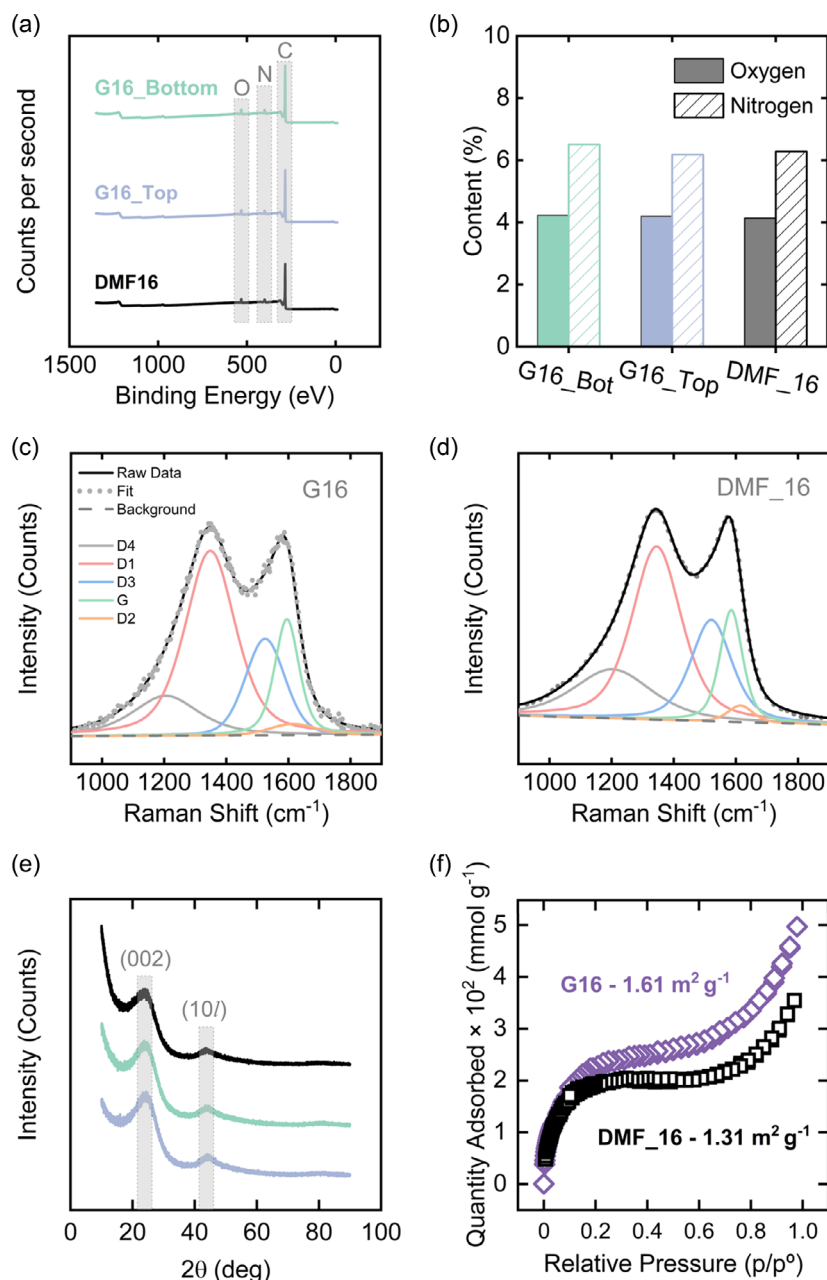 (a)
Counts per second
G16_Bottom
G16_Top
DMF16
O
N
C
1500 1000 500 0
Binding Energy (eV)
(b)
Content (%)
10
8
6
4
2
0
Oxygen
Nitrogen
G16_Bot G16_Top DMF_16
(c)
Intensity (Counts)
Raw Data
Fit
Background
D4
D1
D3
G
D2
G16
1000 1200 1400 1600 1800
Raman Shift (cm⁻¹)
(d)
Intensity (Counts)
DMF_16
1000 1200 1400 1600 1800
Raman Shift (cm⁻¹)
(e)
Intensity (Counts)
(002)
(10l)
0 20 40 60 80 100
2θ (deg)
(f)
Quantity Adsorbed × 10² (mmol g⁻¹)
5
4
3
2
1
0
G16 - 1.61 m² g⁻¹
DMF_16 - 1.31 m² g⁻¹
0 0.2 0.4 0.6 0.8 1.0
Relative Pressure (p/pº)